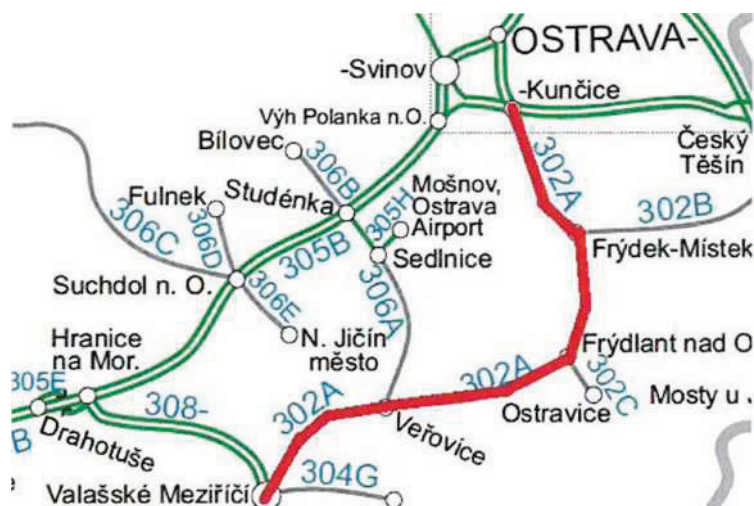 OSTRAVA-
-Svinov
-Kunčice
Výh Polanka n.O.
Český
Těšín
Bílovec
306B
302A
Mošnov,
Ostrava
Airport
305H
Fulnek
Studénka
302B
306C
306D
305B
Sedlnice
Frýdek-Místek
Suchdol n. O.
306E
306A
N. Jičín
město
Hranice
na Mor.
Frýdlant nad O
305E
302A
302C
308-
302A
Ostravice
Mosty u
B
Drahotuše
Veřovice
304G
Valašské Meziříčí
e